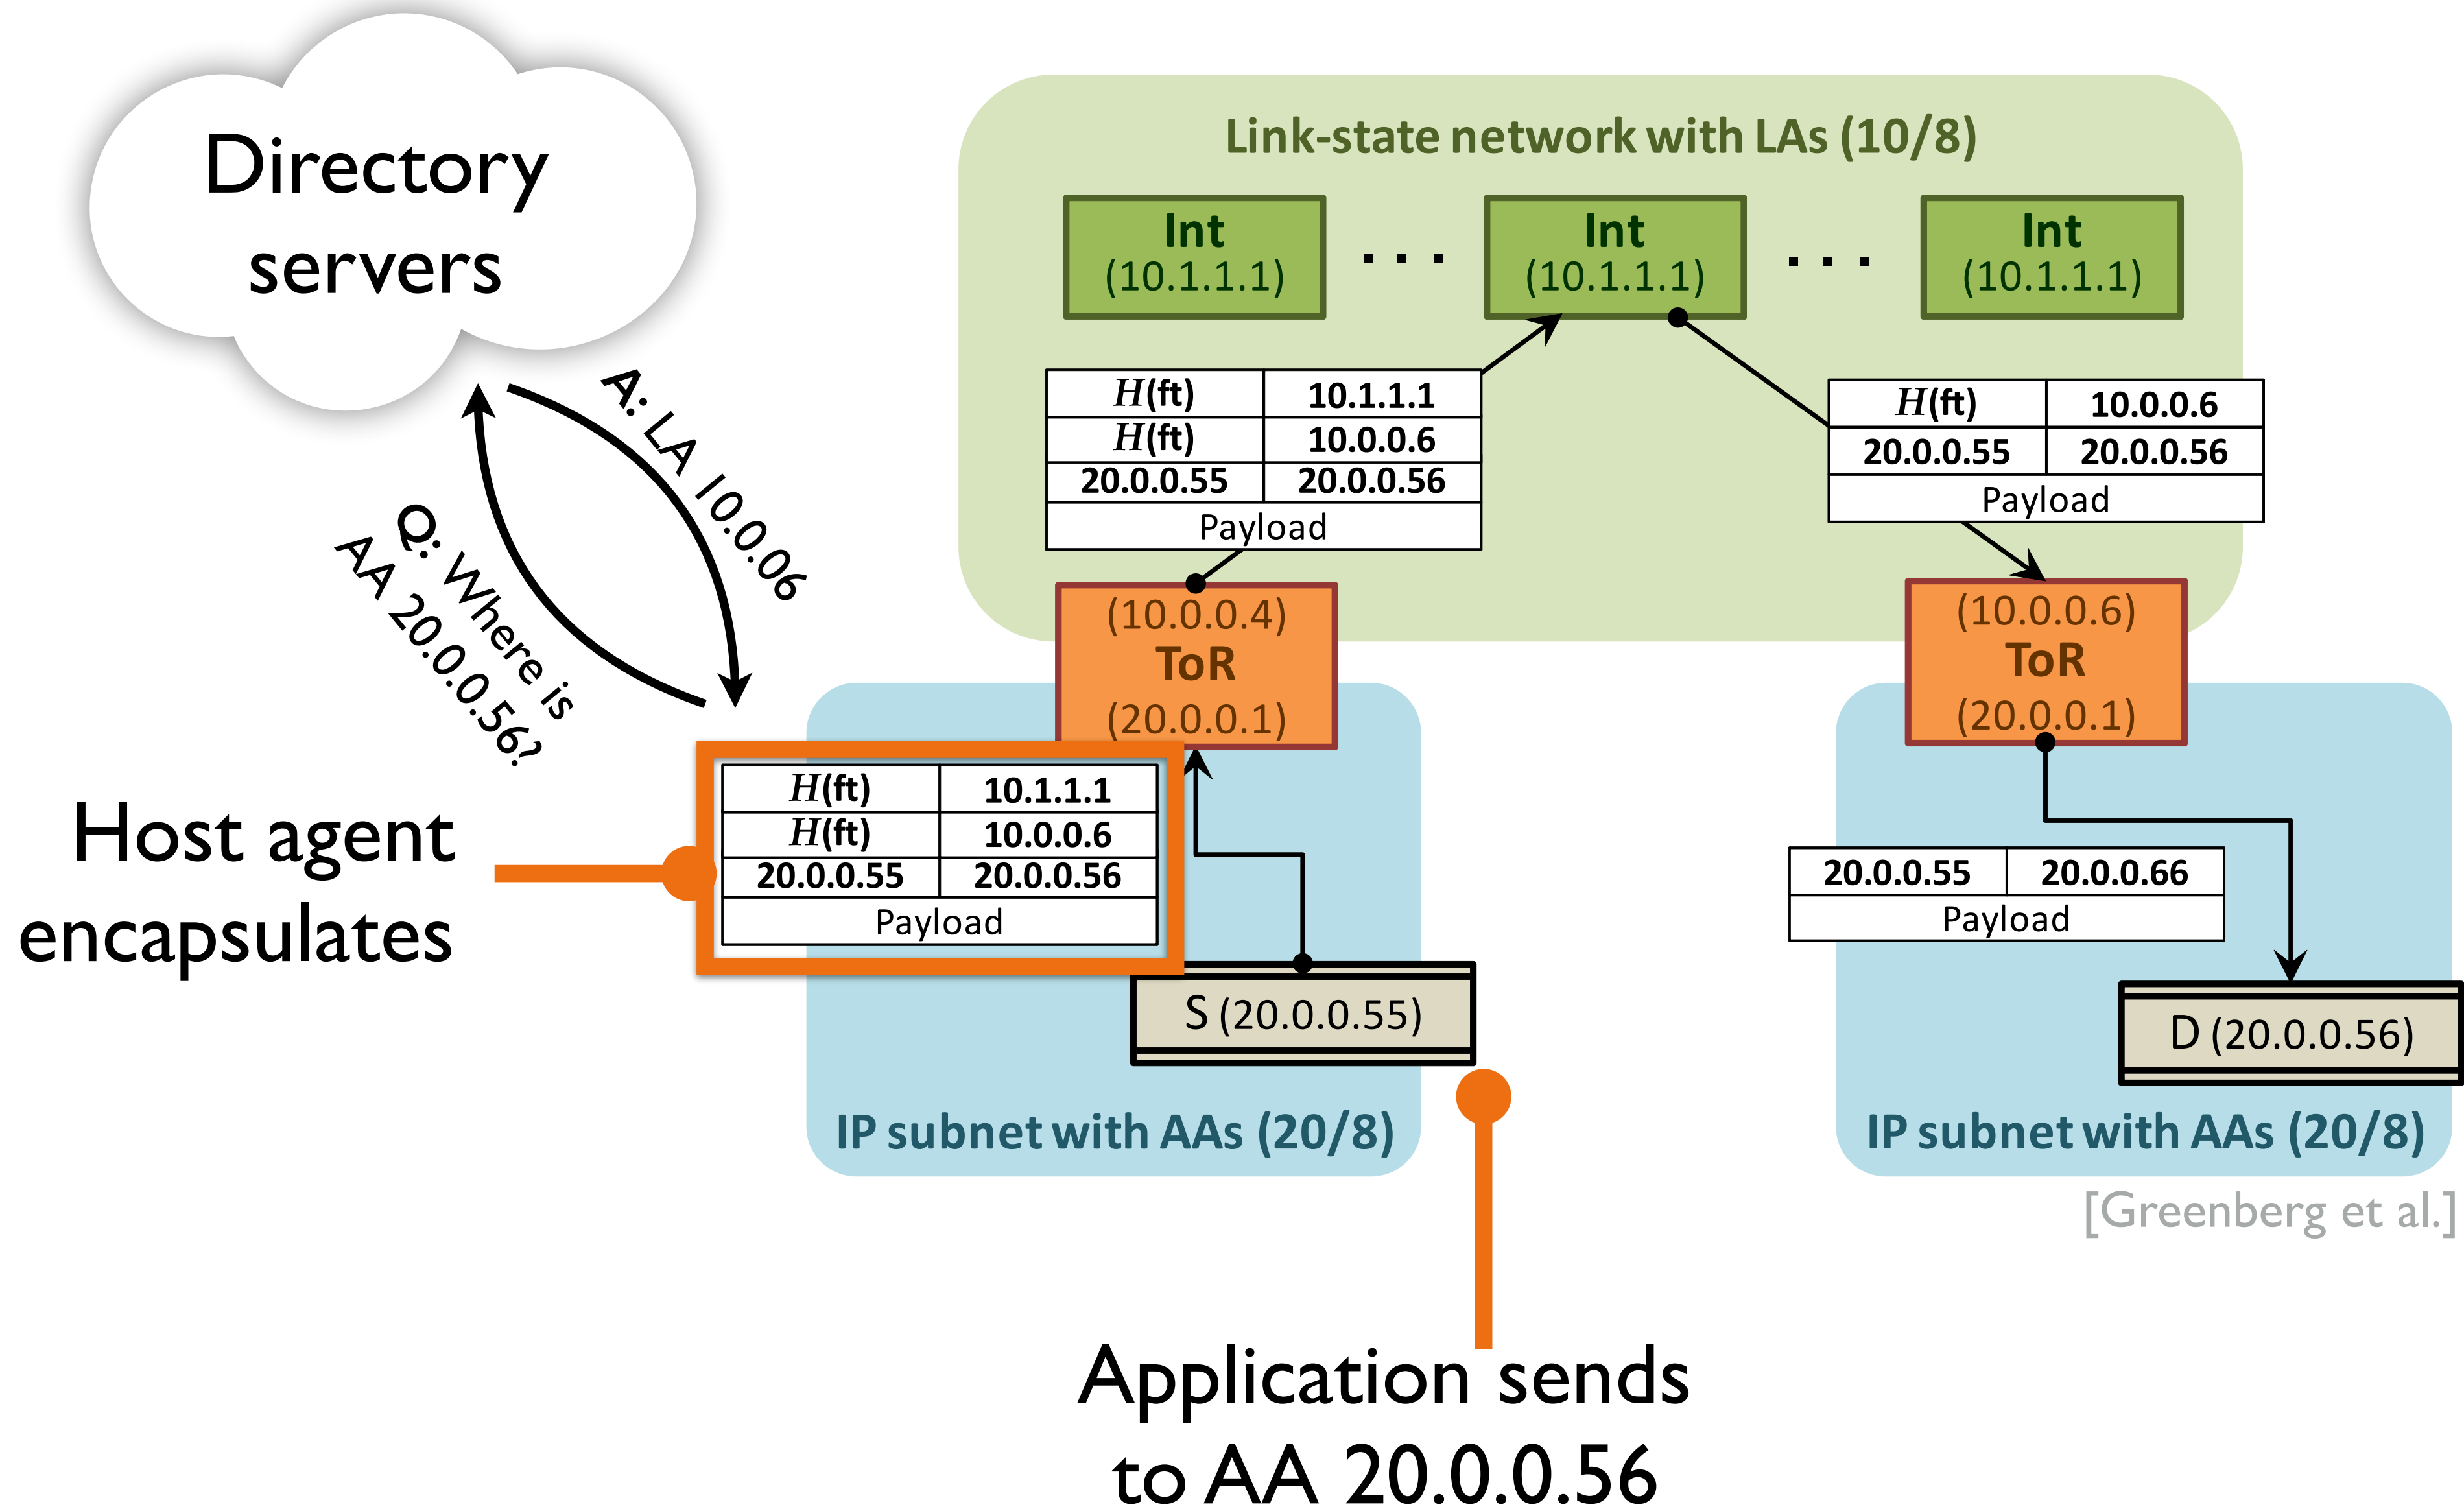 Directory
servers
Link-state network with LAs (10/8)
Int
(10.1.1.1)
. . .
Int
(10.1.1.1)
. . .
Int
(10.1.1.1)
A: LA 10.0.06
Q: Where is
AA 20.0.0.56?
H(ft) 10.1.1.1
H(ft) 10.0.0.6
20.0.0.55 20.0.0.56
Payload
H(ft) 10.0.0.6
20.0.0.55 20.0.0.56
Payload
(10.0.0.4)
ToR
(20.0.0.1)
(10.0.0.6)
ToR
(20.0.0.1)
Host agent
encapsulates
H(ft) 10.1.1.1
H(ft) 10.0.0.6
20.0.0.55 20.0.0.56
Payload
20.0.0.55 20.0.0.66
Payload
S (20.0.0.55)
D (20.0.0.56)
IP subnet with AAs (20/8)
IP subnet with AAs (20/8)
[Greenberg et al.]
Application sends
to AA 20.0.0.56